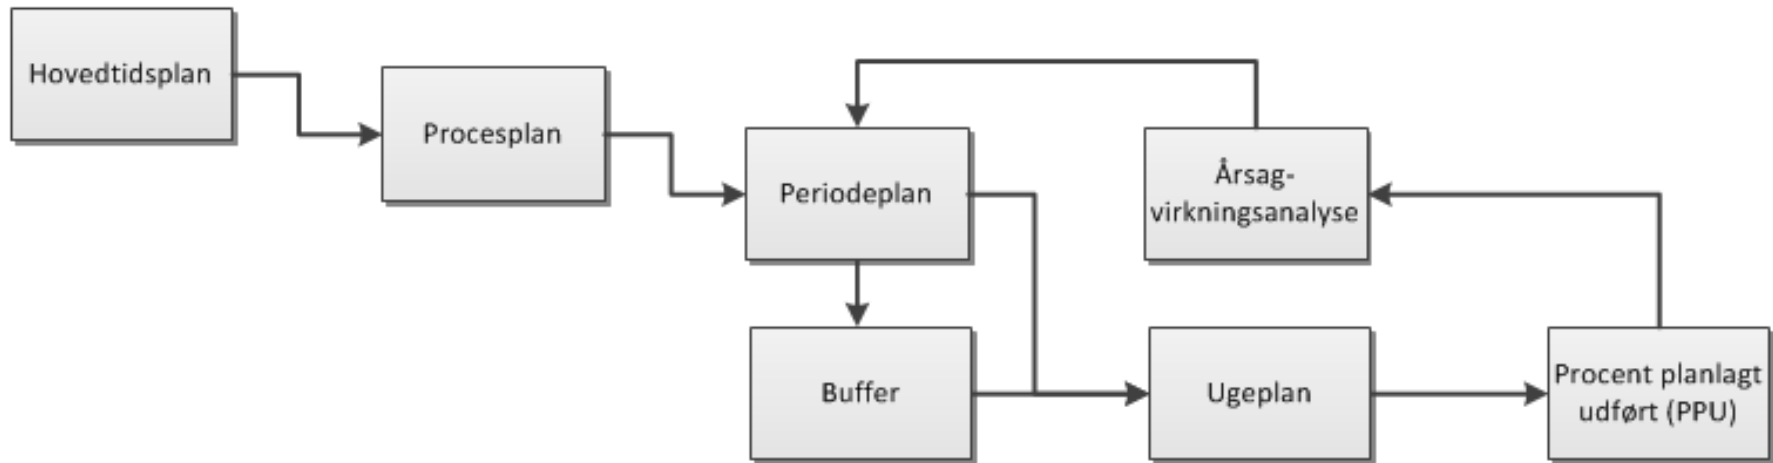 Hovedtidsplan
Procesplan
Periodeplan
Årsag-
virkningsanalyse
Buffer
Ugeplan
Procent planlagt
udført (PPU)